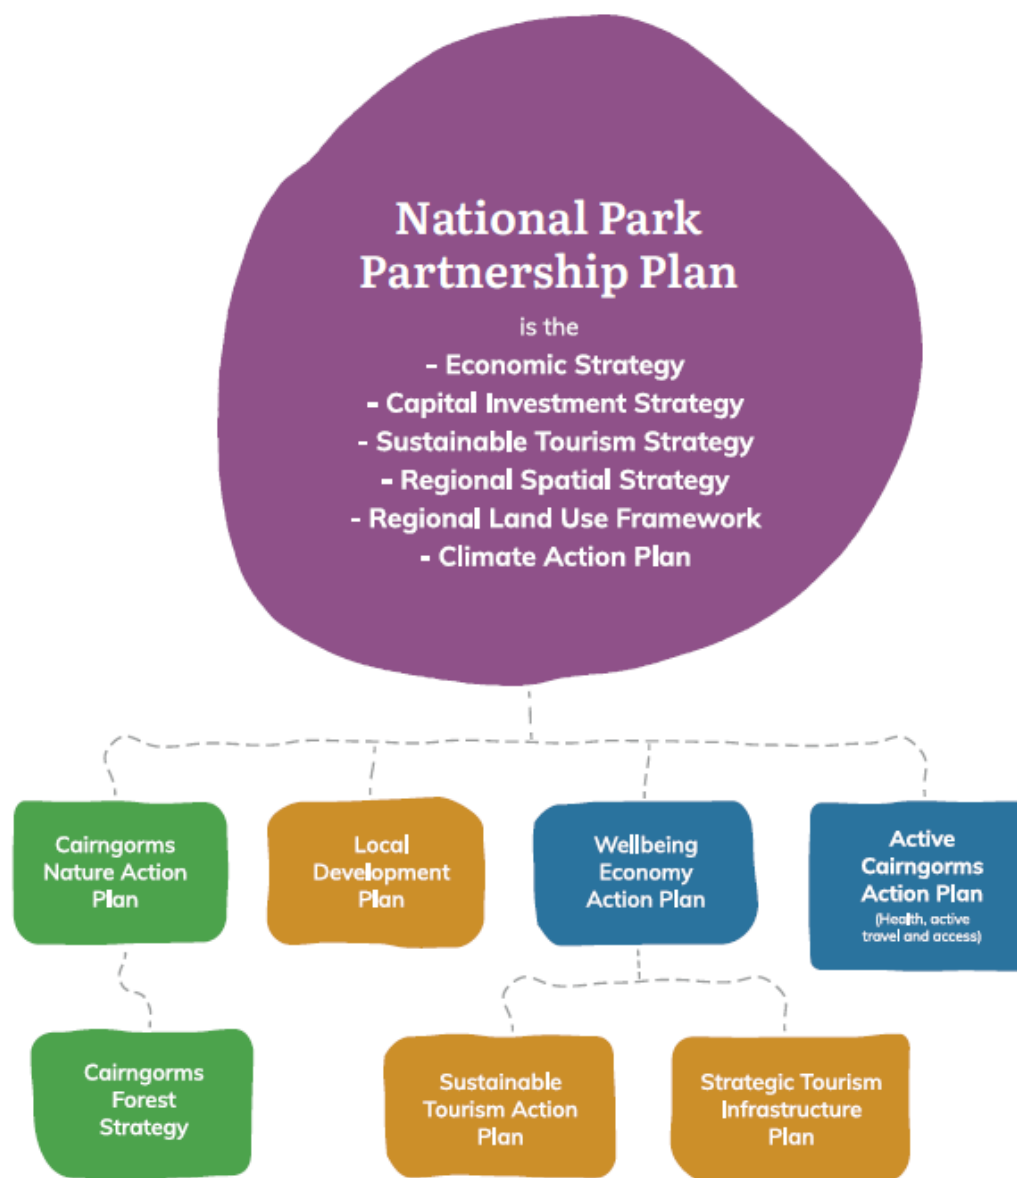 National Park
Partnership Plan
is the
- Economic Strategy
- Capital Investment Strategy
- Sustainable Tourism Strategy
- Regional Spatial Strategy
- Regional Land Use Framework
- Climate Action Plan
Cairngorms
Nature Action
Plan
Local
Development
Plan
Wellbeing
Economy
Action Plan
Active
Cairngorms
Action Plan
(Health, active
travel and access)
Cairngorms
Forest
Strategy
Sustainable
Tourism Action
Plan
Strategic Tourism
Infrastructure
Plan